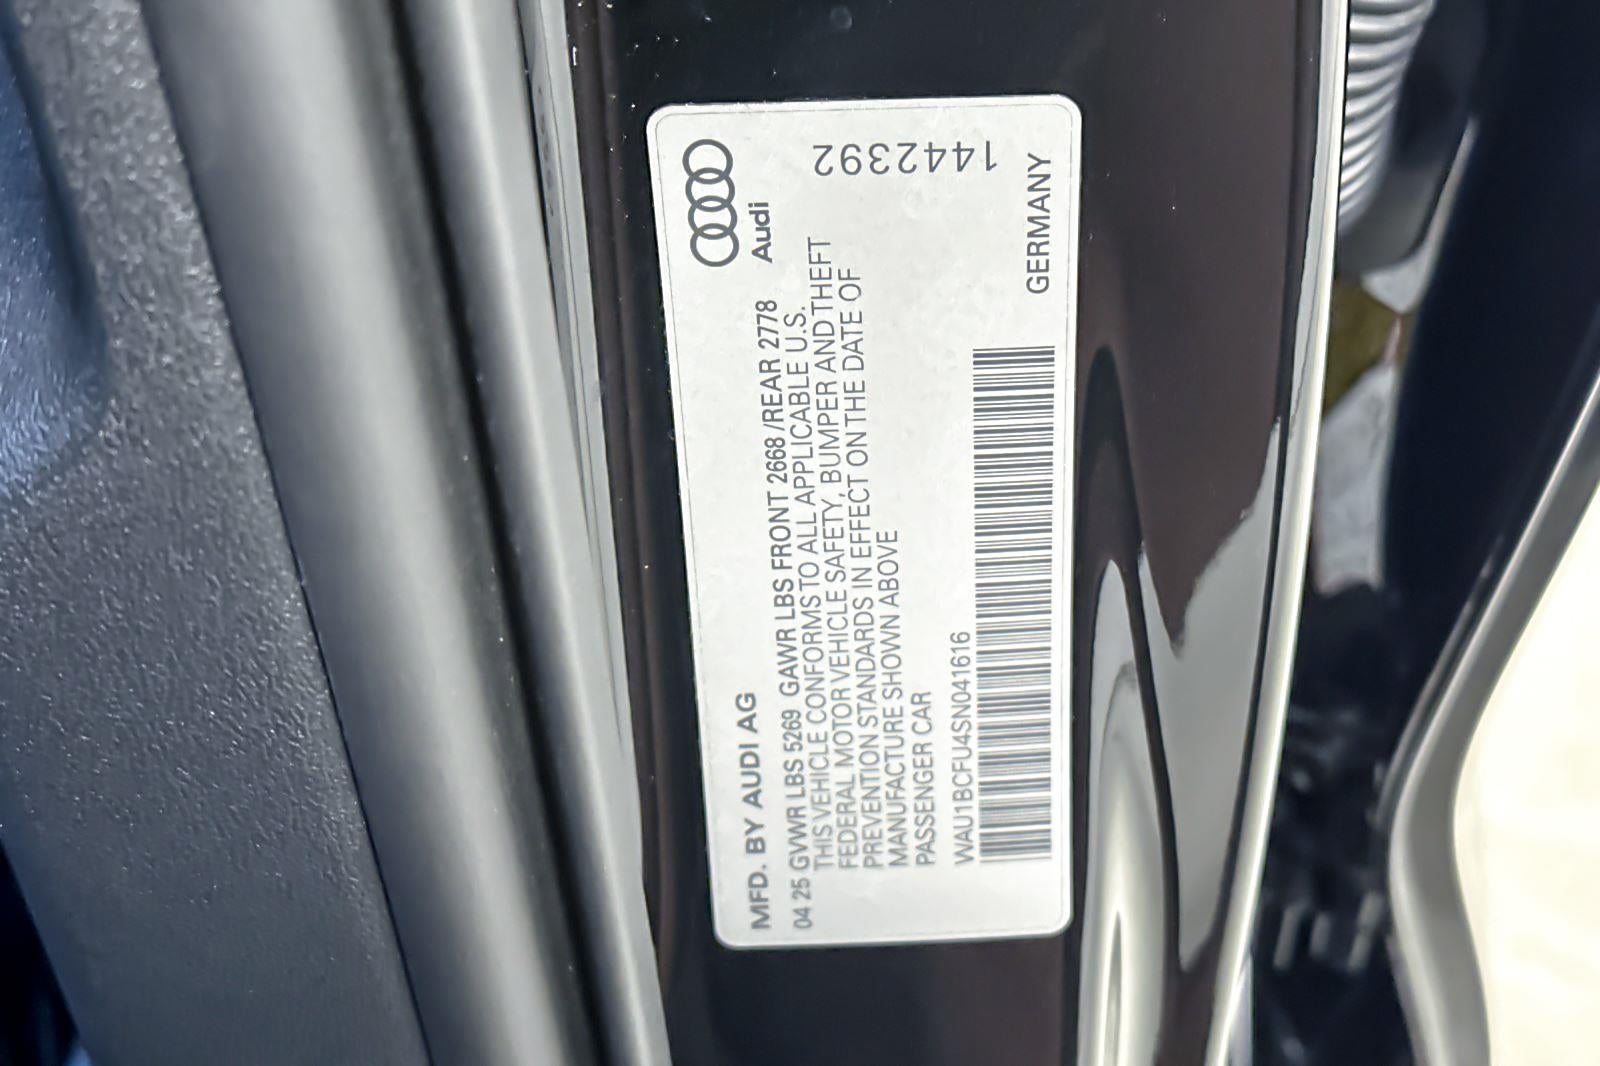 MFD. BY AUDI AG
Audi
04 25 GVWR LBS 5269 GAWR LBS FRONT 2668 /REAR 2778
THIS VEHICLE CONFORMS TO ALL APPLICABLE U.S.
FEDERAL MOTOR VEHICLE SAFETY, BUMPER AND THEFT
PREVENTION STANDARDS IN EFFECT ON THE DATE OF
MANUFACTURE SHOWN ABOVE
PASSENGER CAR
1442392
WAU1BCFU4SN041616
GERMANY